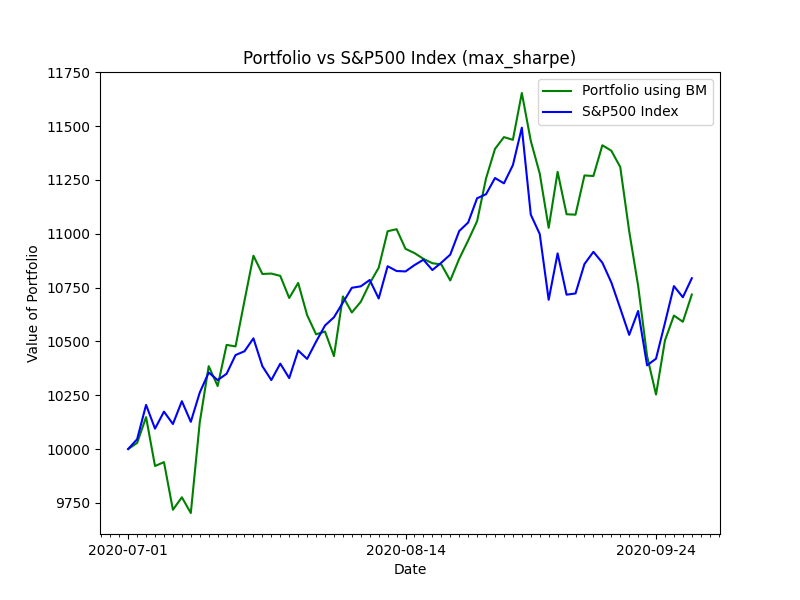 Portfolio vs S&P500 Index (max_sharpe)
Portfolio using BM
S&P500 Index
Value of Portfolio
11750
11500
11250
11000
10750
10500
10250
10000
9750
2020-07-01
2020-08-14
2020-09-24
Date